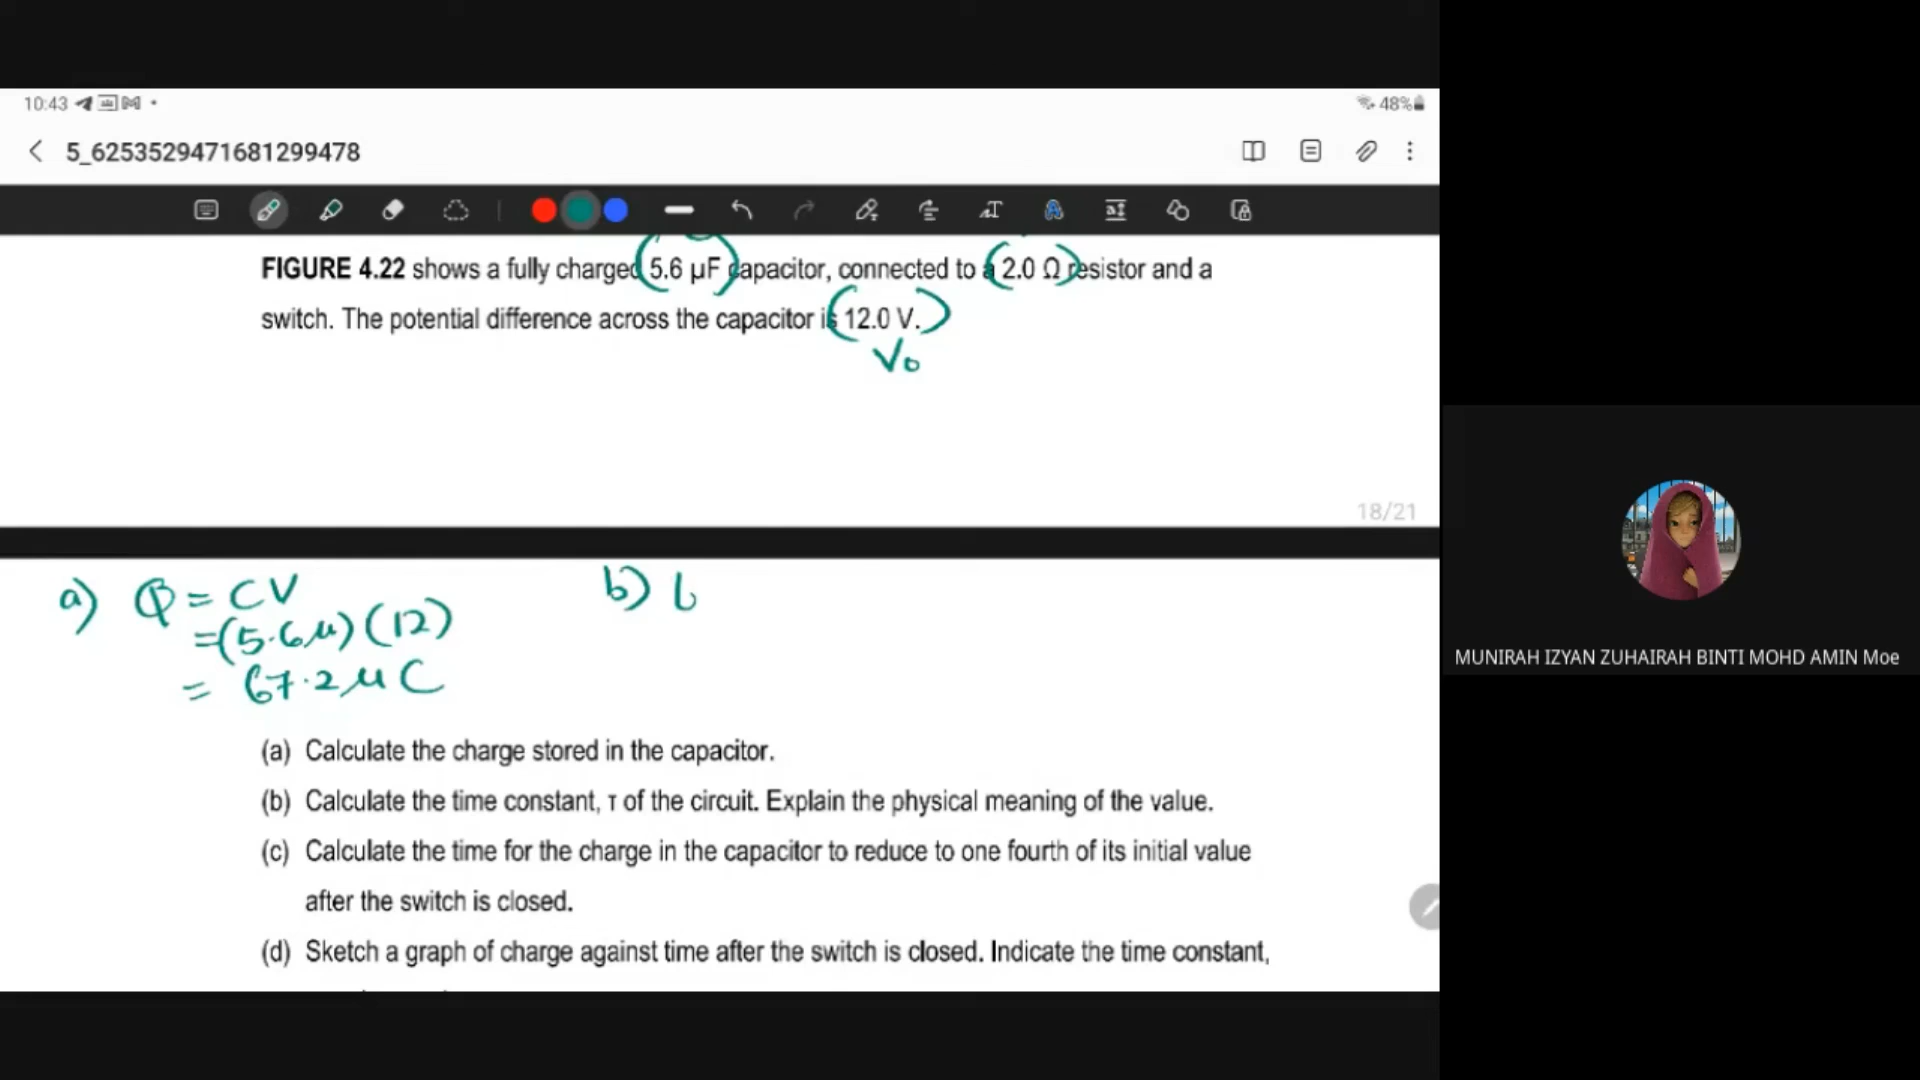 10:43
48%
5_6253529471681299478
FIGURE 4.22 shows a fully charged 5.6 µF capacitor, connected to a 2.0 Ω resistor and a
switch. The potential difference across the capacitor is 12.0 V.
V₀
18/21
a) Q = CV
=(5.6µ)(12)
= 67.2µC
b)
(a) Calculate the charge stored in the capacitor.
(b) Calculate the time constant, τ of the circuit. Explain the physical meaning of the value.
(c) Calculate the time for the charge in the capacitor to reduce to one fourth of its initial value
after the switch is closed.
(d) Sketch a graph of charge against time after the switch is closed. Indicate the time constant,
MUNIRAH IZYAN ZUHAIRAH BINTI MOHD AMIN Moe